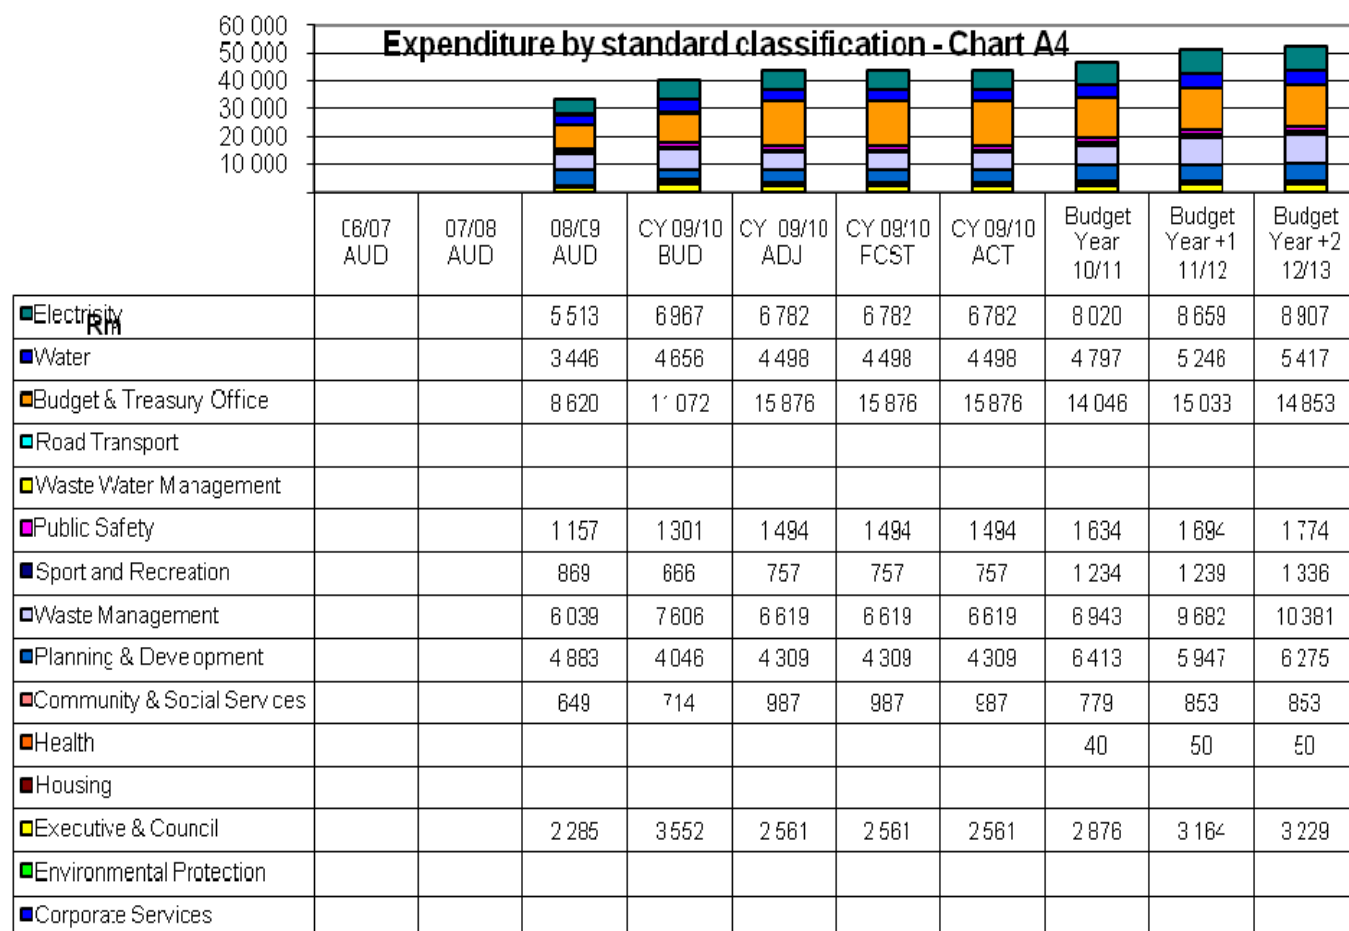 Expenditure by standard classification - Chart A4
60 000
50 000
40 000
30 000
20 000
10 000
06/07 AUD 07/08 AUD 08/09 AUD CY 09/10 BUD CY 09/10 ADJ CY 09/10 FCST CY 09/10 ACT Budget Year 10/11 Budget Year +1 11/12 Budget Year +2 12/13
Rm
Electricity 5 513 6 967 6 782 6 782 6 782 8 020 8 659 8 907
Water 3 446 4 656 4 498 4 498 4 498 4 797 5 246 5 417
Budget & Treasury Office 8 620 11 072 15 876 15 876 15 876 14 046 15 033 14 853
Road Transport
Waste Water Management
Public Safety 1 157 1 301 1 494 1 494 1 494 1 634 1 694 1 774
Sport and Recreation 869 666 757 757 757 1 234 1 239 1 336
Waste Management 6 039 7 606 6 619 6 619 6 619 6 943 9 682 10 381
Planning & Development 4 883 4 046 4 309 4 309 4 309 6 413 5 947 6 275
Community & Social Services 649 714 987 987 987 779 853 853
Health 40 50 50
Housing
Executive & Council 2 285 3 552 2 561 2 561 2 561 2 876 3 164 3 229
Environmental Protection
Corporate Services